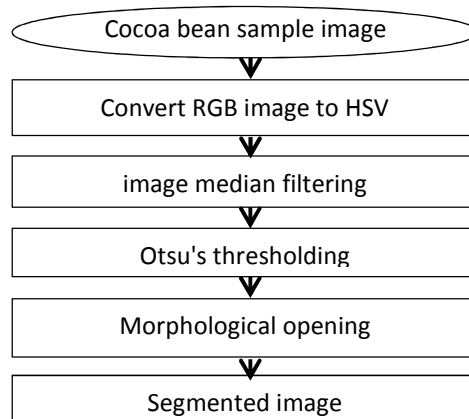 Cocoa bean sample image
Convert RGB image to HSV
image median filtering
Otsu's thresholding
Morphological opening
Segmented image